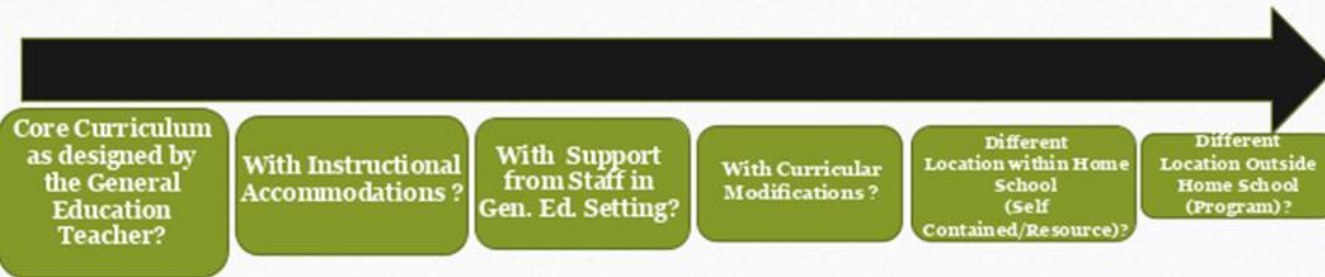 Core Curriculum
as designed by
the General
Education
Teacher?
With Instructional
Accommodations ?
With Support
from Staff in
Gen. Ed. Setting?
With Curricular
Modifications ?
Different
Location within Home
School
(Self
Contained/Resource)?
Different
Location Outside
Home School
(Program) ?